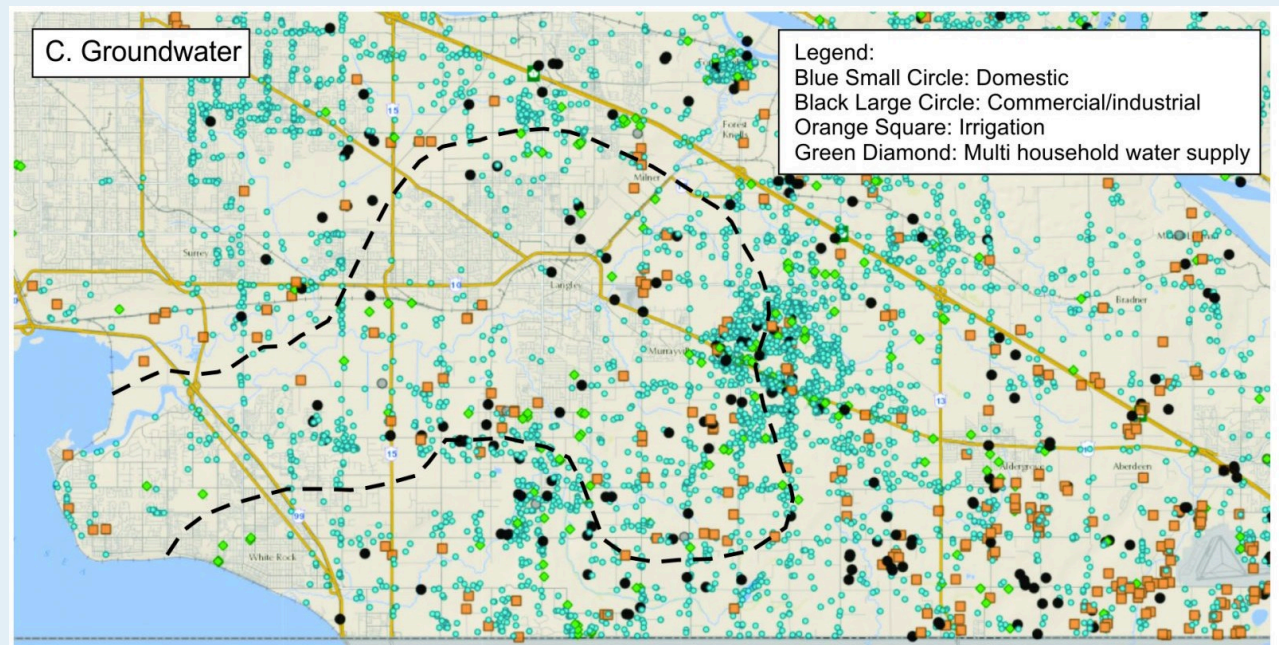 C. Groundwater
Legend:
Blue Small Circle: Domestic
Black Large Circle: Commercial/industrial
Orange Square: Irrigation
Green Diamond: Multi household water supply
15
Forest
Knolls
Milner
Surrey
10
Langley
Bradner
Murrayville
13
15
Aldergrove
Aberdeen
99
White Rock